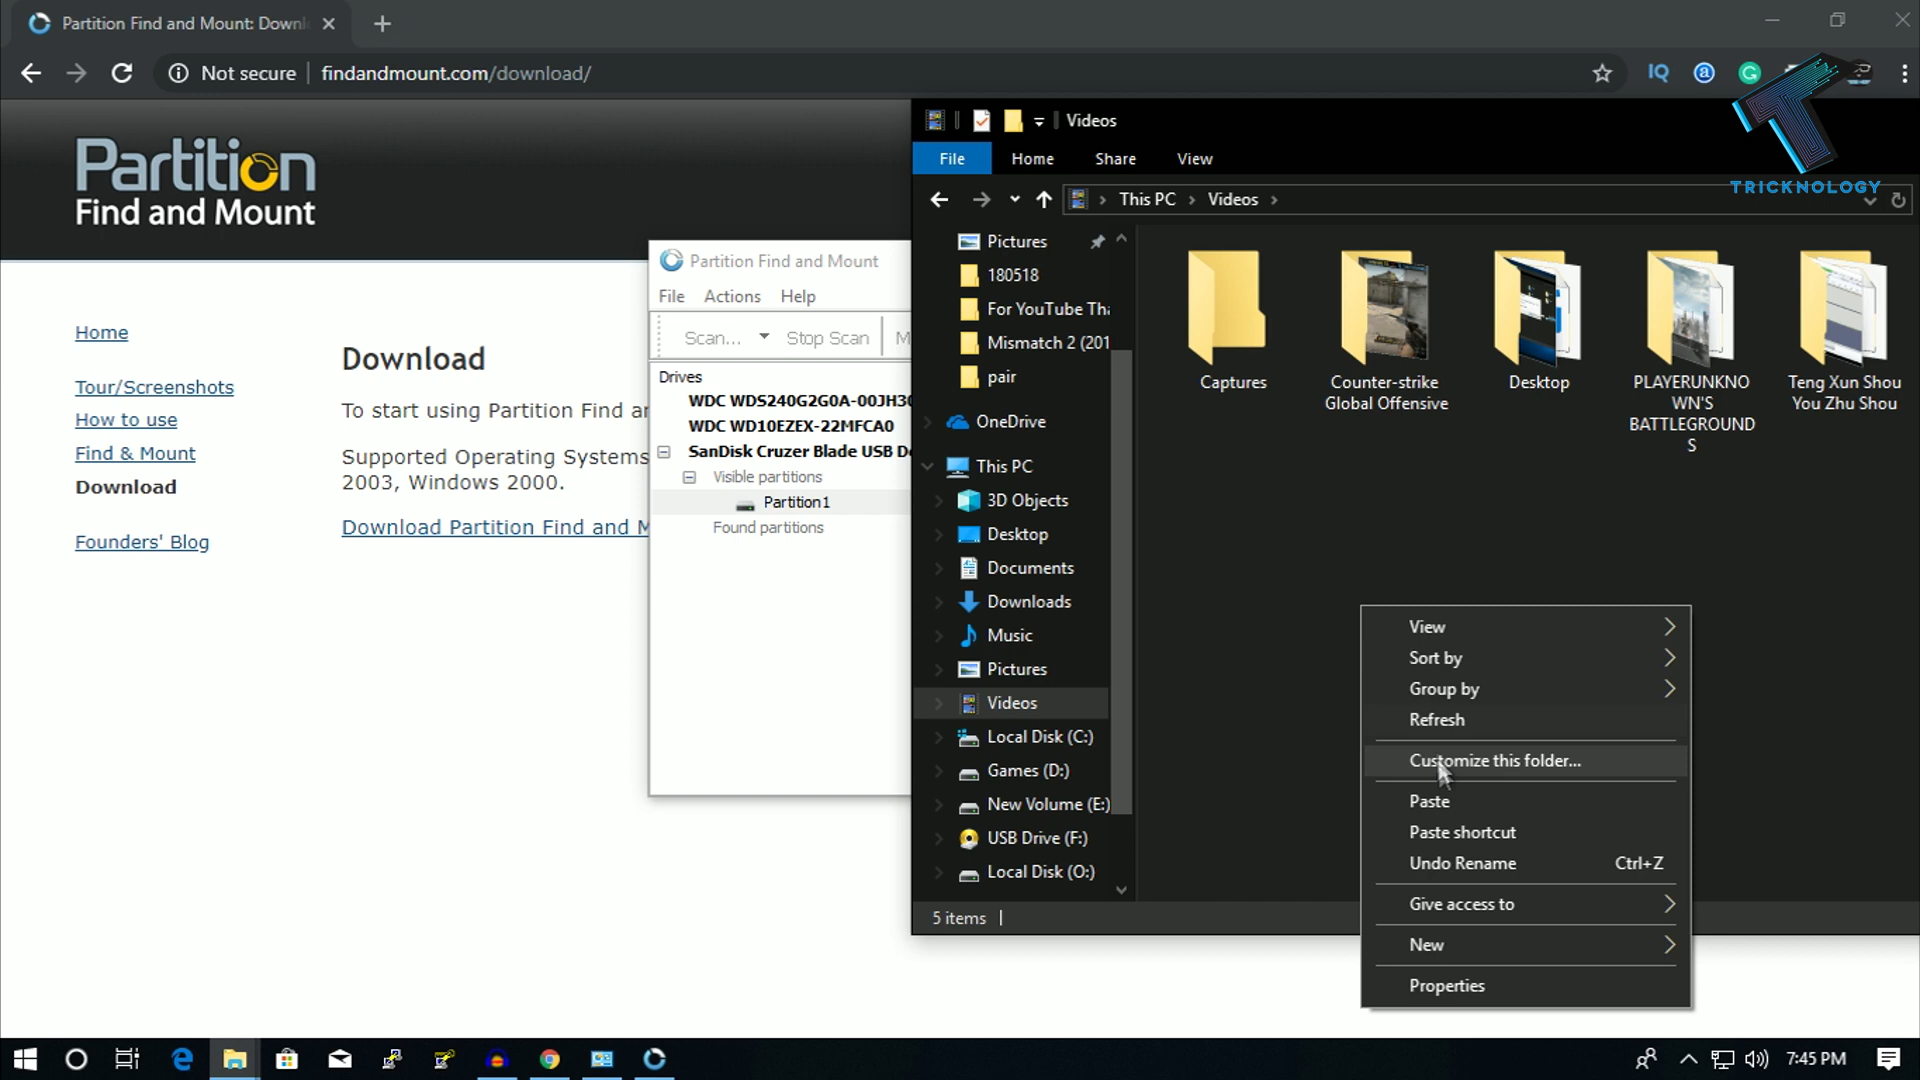 Partition Find and Mount: Downl
Not secure
findandmount.com/download/
IQ
TRICKNOLOGY
Partition
Find and Mount
Home
Tour/Screenshots
How to use
Find & Mount
Download
Founders' Blog
Download
To start using Partition Find a
Supported Operating Systems
2003, Windows 2000.
Download Partition Find and M
Partition Find and Mount
File Actions Help
Scan... Stop Scan M
Drives
WDC WDS240G2G0A-00JH3
WDC WD10EZEX-22MFCA0
SanDisk Cruzer Blade USB D
Visible partitions
Partition1
Found partitions
Videos
File Home Share View
This PC Videos
Pictures
180518
For YouTube Tha
Mismatch 2 (201
pair
OneDrive
This PC
3D Objects
Desktop
Documents
Downloads
Music
Pictures
Videos
Local Disk (C:)
Games (D:)
New Volume (E:)
USB Drive (F:)
Local Disk (O:)
5 items
Captures
Counter-strike
Global Offensive
Desktop
PLAYERUNKNO
WN'S
BATTLEGROUND
S
Teng Xun Shou
You Zhu Shou
View
Sort by
Group by
Refresh
Customize this folder...
Paste
Paste shortcut
Undo Rename Ctrl+Z
Give access to
New
Properties
7:45 PM